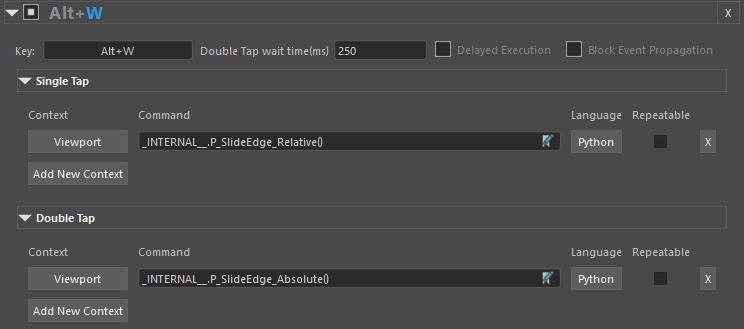 Alt+W X
Key: Alt+W Double Tap wait time(ms) 250 Delayed Execution Block Event Propagation
Single Tap
Context Command Language Repeatable
Viewport _INTERNAL__.P_SlideEdge_Relative() Python X
Add New Context
Double Tap
Context Command Language Repeatable
Viewport _INTERNAL__.P_SlideEdge_Absolute() Python X
Add New Context